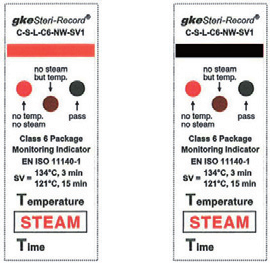 gke Steri-Record®
C-S-L-C6-NW-SV1
no steam
but temp.
no temp.
no steam
pass
Class 6 Package
Monitoring Indicator
EN ISO 11140-1
SV = 134°C, 3 min
121°C, 15 min
Temperature
STEAM
Time
gke Steri-Record®
C-S-L-C6-NW-SV1
no steam
but temp.
no temp.
no steam
pass
Class 6 Package
Monitoring Indicator
EN ISO 11140-1
SV = 134°C, 3 min
121°C, 15 min
Temperature
STEAM
Time